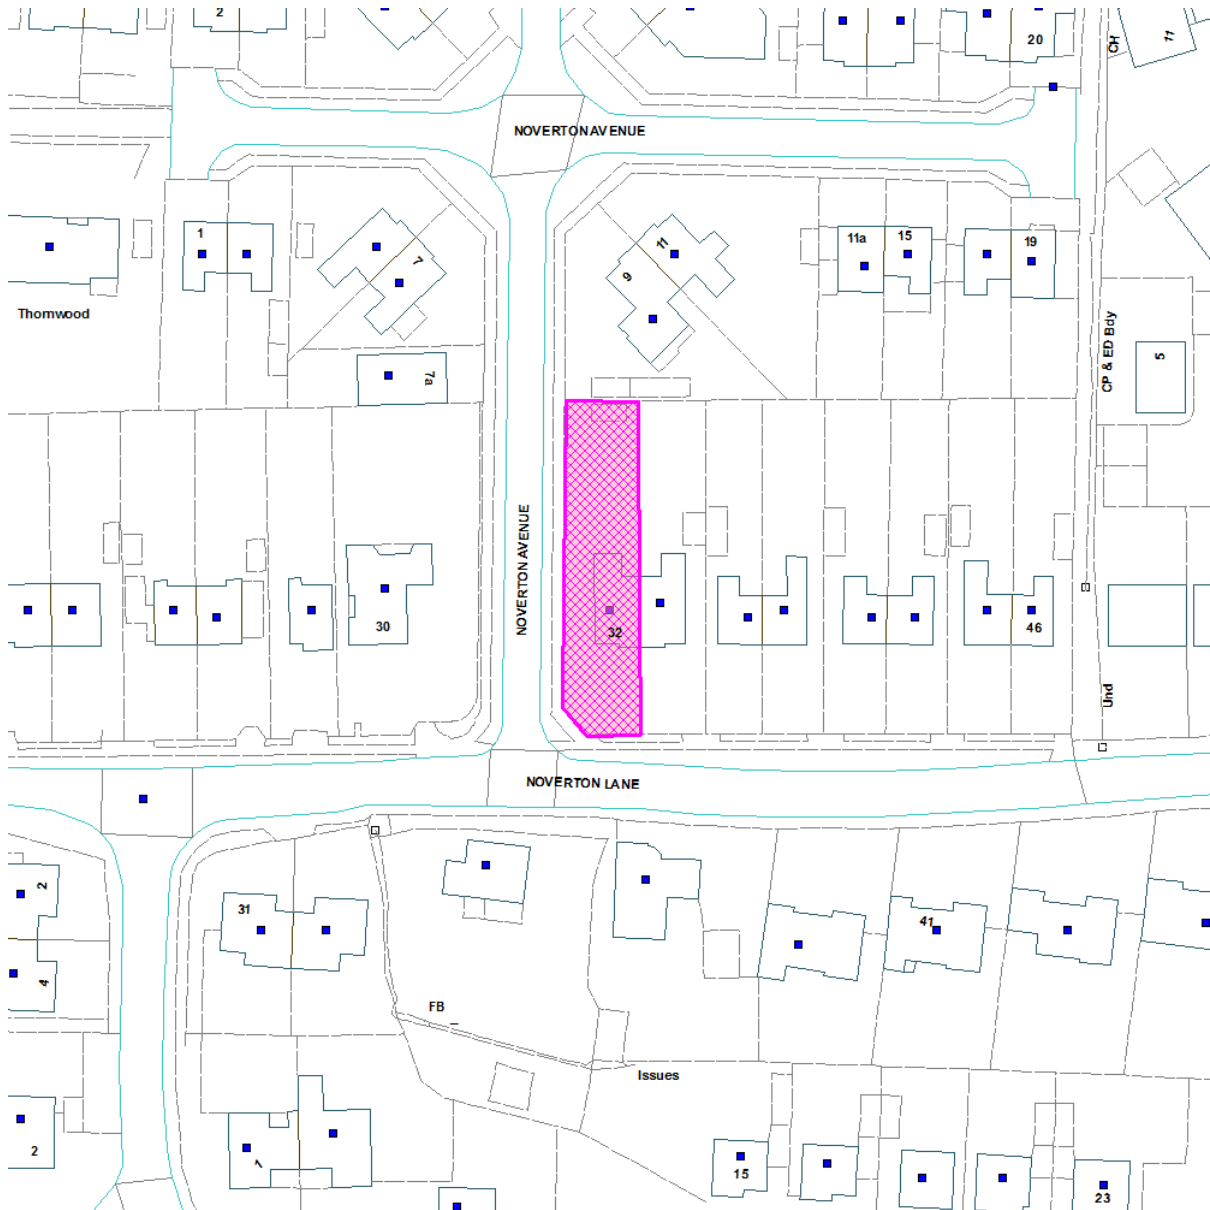 2
20
CH
11
NOVERTON AVENUE
1
7
11
9
11a
15
19
Thornwood
CP & ED Bdy
5
7a
NOVERTON AVENUE
30
32
46
Und
NOVERTON LANE
2
31
41
4
FB
Issues
2
1
15
23